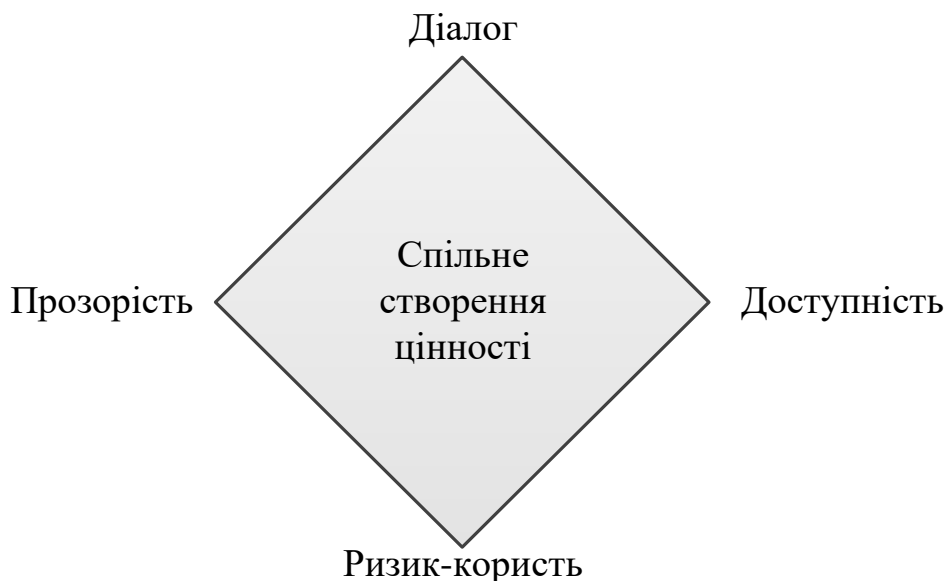 Діалог
Спільне
створення
цінності
Прозорість
Доступність
Ризик-користь